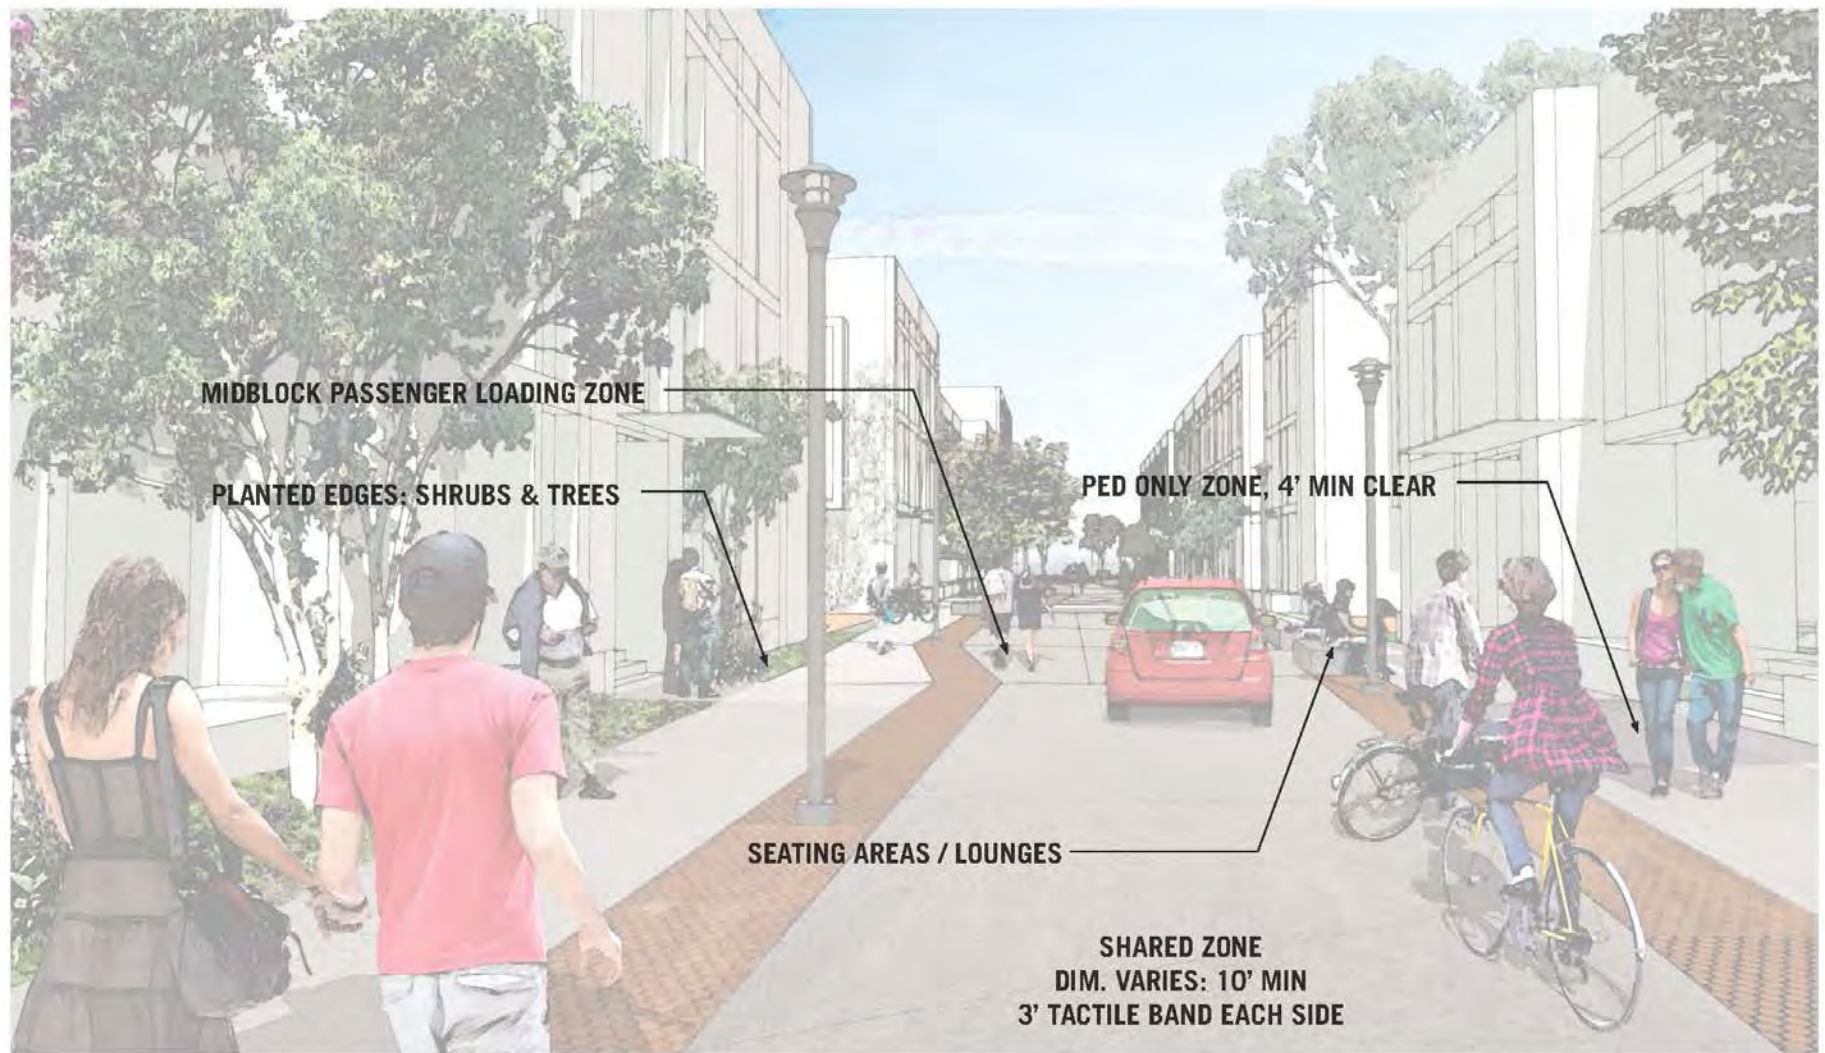 MIDBLOCK PASSENGER LOADING ZONE
PLANTED EDGES: SHRUBS & TREES
PED ONLY ZONE, 4’ MIN CLEAR
SEATING AREAS / LOUNGES
SHARED ZONE
DIM. VARIES: 10’ MIN
3’ TACTILE BAND EACH SIDE